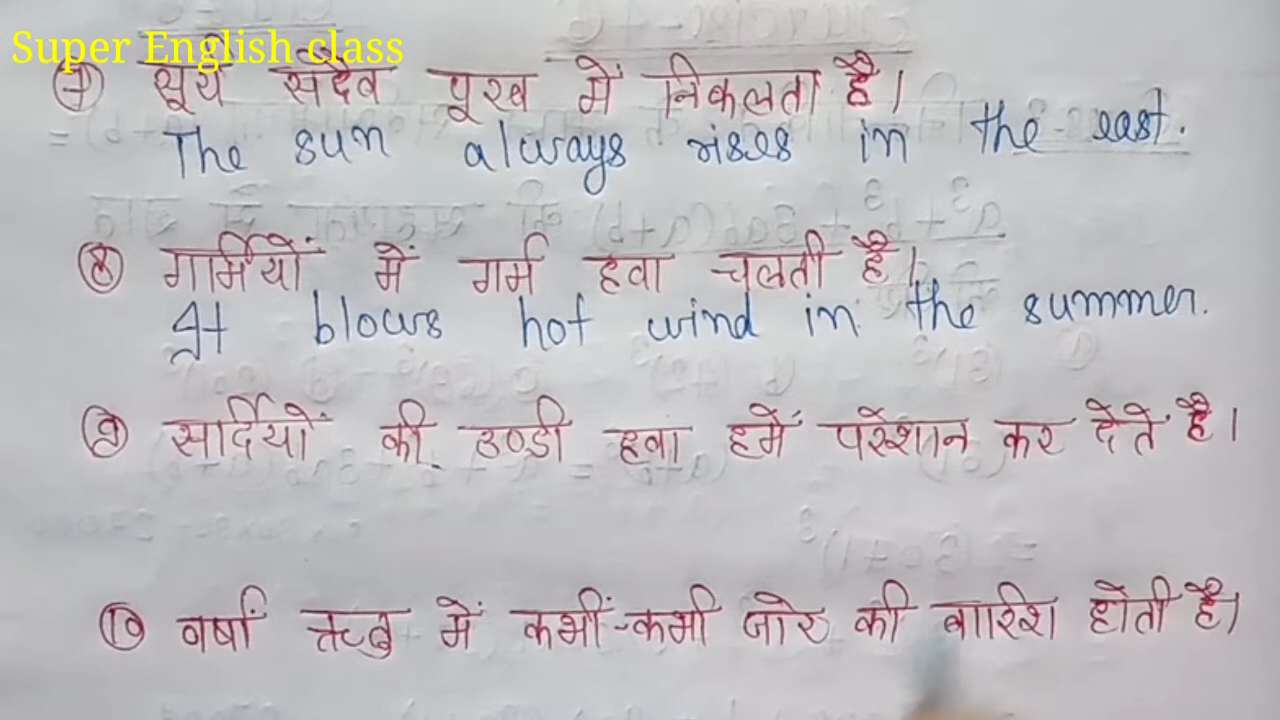 Super English class
⑦ सूर्य सदैव पूरब में निकलता है।
The sun always rises in the east.
⑧ गर्मियों में गर्म हवा चलती है।
It blows hot wind in the summer.
⑨ सर्दियों की ठण्डी हवा हमें परेशान कर देते है।
⑩ वर्षा ऋतु में कभी-कभी जोर की बारिश होती है।